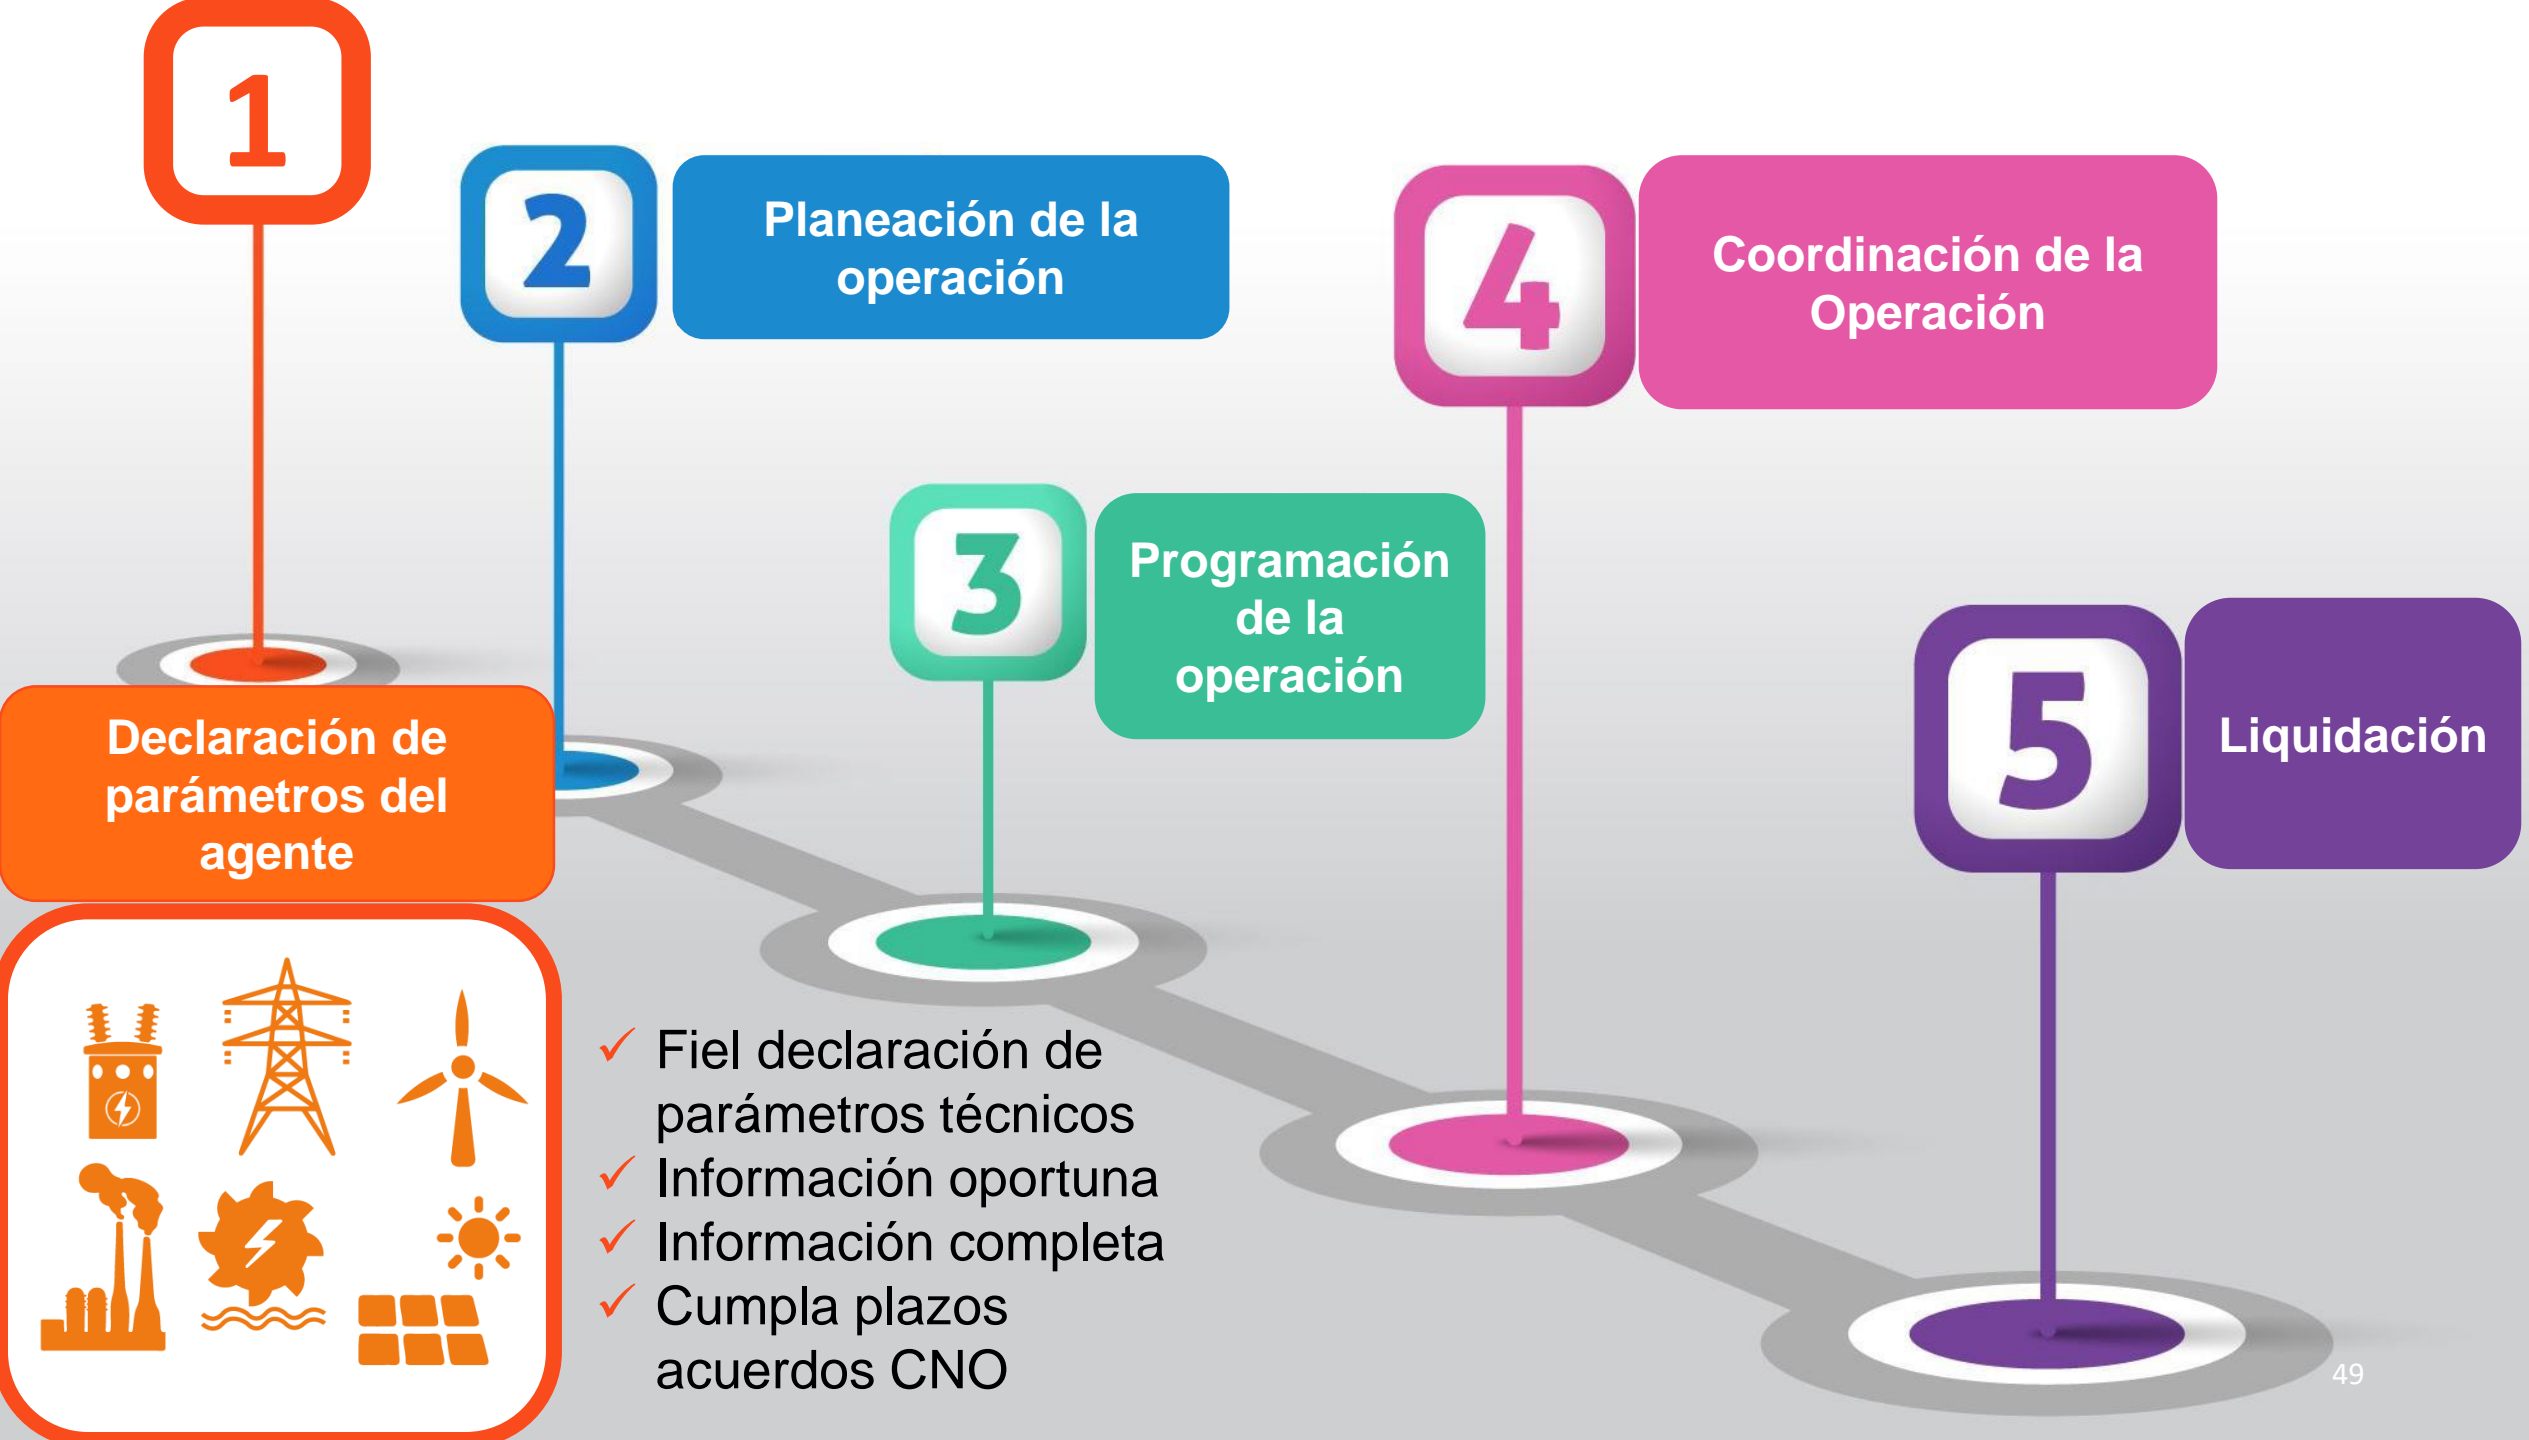 1
Declaración de
parámetros del
agente
2
Planeación de la
operación
3
Programación
de la
operación
4
Coordinación de la
Operación
5
Liquidación
✓ Fiel declaración de
parámetros técnicos
✓ Información oportuna
✓ Información completa
✓ Cumpla plazos
acuerdos CNO
49